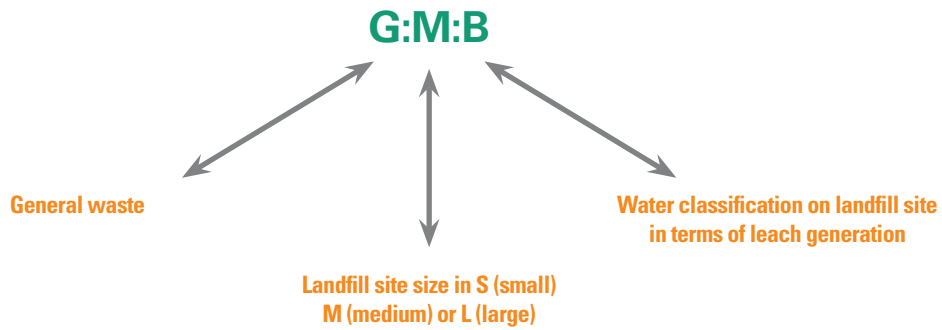 G:M:B
General waste
Water classification on landfill site
in terms of leach generation
Landfill site size in S (small)
M (medium) or L (large)